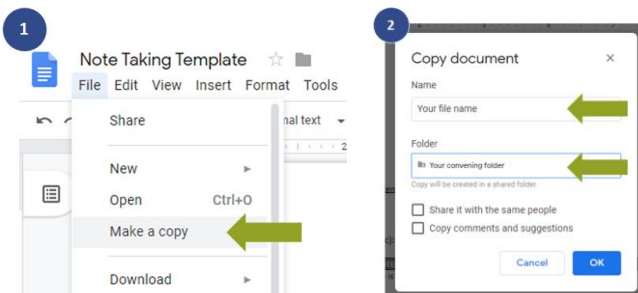 1
Note Taking Template
File Edit View Insert Format Tools
Share
nal text
2
New
Open Ctrl+O
Make a copy
Download
2
Copy document
Name
Your file name
Folder
Your convening folder
Copy will be created in a shared folder.
Share it with the same people
Copy comments and suggestions
Cancel OK